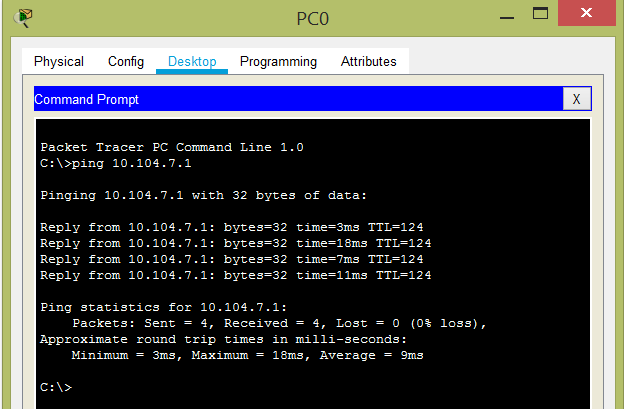 PC0
Physical Config Desktop Programming Attributes
Command Prompt
X
Packet Tracer PC Command Line 1.0
C:\>ping 10.104.7.1
Pinging 10.104.7.1 with 32 bytes of data:
Reply from 10.104.7.1: bytes=32 time=3ms TTL=124
Reply from 10.104.7.1: bytes=32 time=18ms TTL=124
Reply from 10.104.7.1: bytes=32 time=7ms TTL=124
Reply from 10.104.7.1: bytes=32 time=11ms TTL=124
Ping statistics for 10.104.7.1:
    Packets: Sent = 4, Received = 4, Lost = 0 (0% loss),
Approximate round trip times in milli-seconds:
    Minimum = 3ms, Maximum = 18ms, Average = 9ms
C:\>